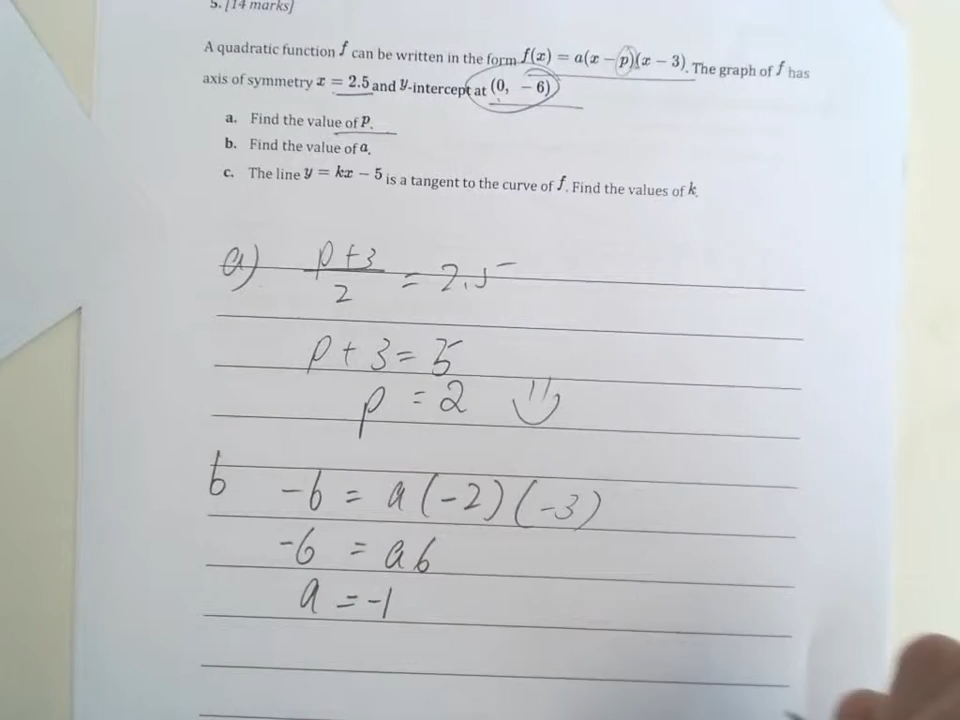 5. [14 marks]
A quadratic function f can be written in the form f(x) = a(x − p)(x − 3). The graph of f has
axis of symmetry x = 2.5 and y-intercept at (0, − 6)
a. Find the value of p.
b. Find the value of a.
c. The line y = kx − 5 is a tangent to the curve of f. Find the values of k.
a) p+3/2 = 2.5
p + 3 = 5
p = 2
b -6 = a(-2)(-3)
-6 = a6
a = -1